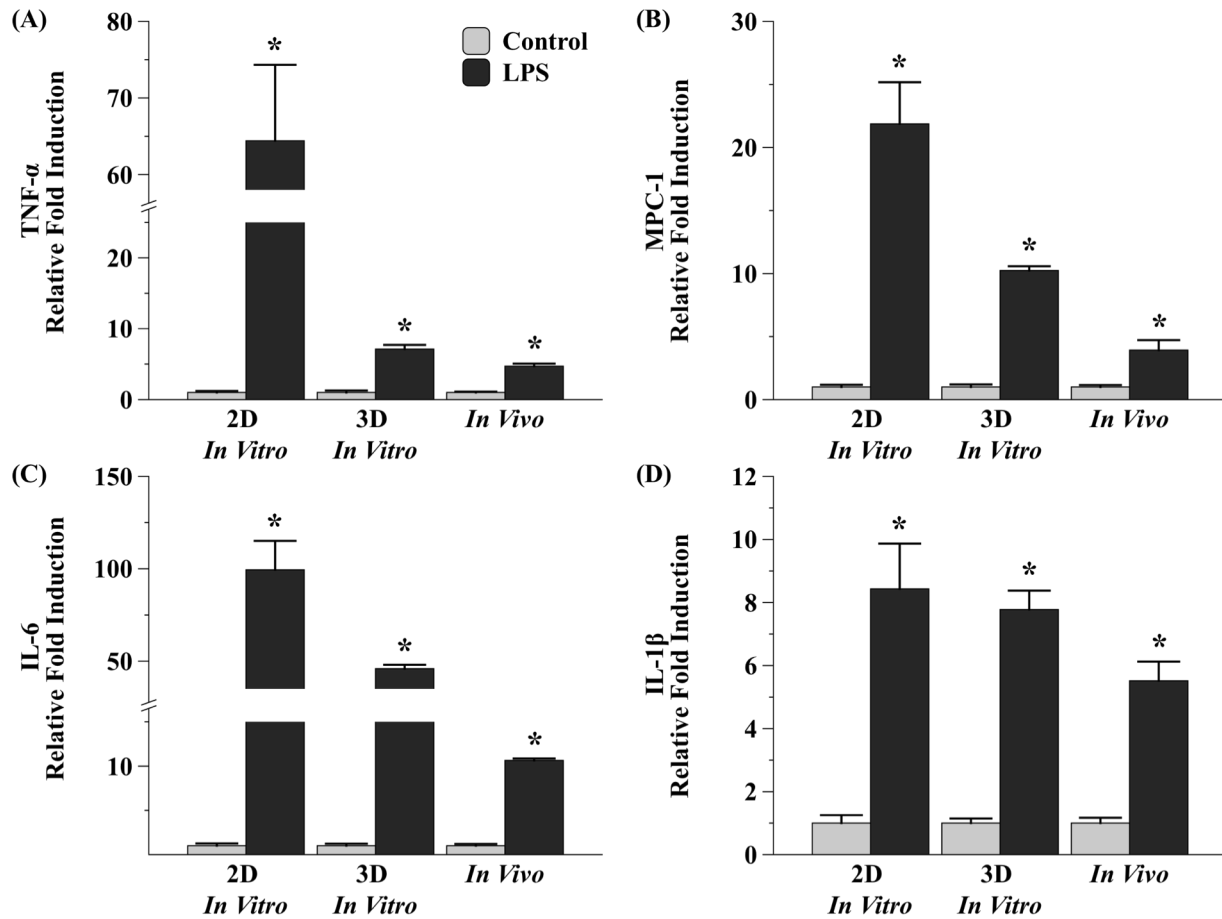 (A)
TNF-α
Relative Fold Induction
80
70
60
20
10
0
*
*
*
Control
LPS
2D
In Vitro
3D
In Vitro
In Vivo
(B)
MPC-1
Relative Fold Induction
30
20
10
0
*
*
*
2D
In Vitro
3D
In Vitro
In Vivo
(C)
IL-6
Relative Fold Induction
150
100
50
10
*
*
*
2D
In Vitro
3D
In Vitro
In Vivo
(D)
IL-1β
Relative Fold Induction
12
10
8
6
4
2
0
*
*
*
2D
In Vitro
3D
In Vitro
In Vivo